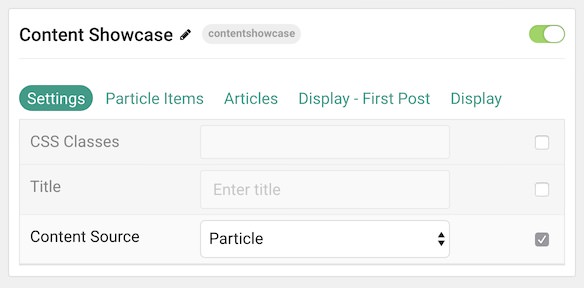 Content Showcase contentshowcase
Settings Particle Items Articles Display - First Post Display
CSS Classes
Title Enter title
Content Source Particle